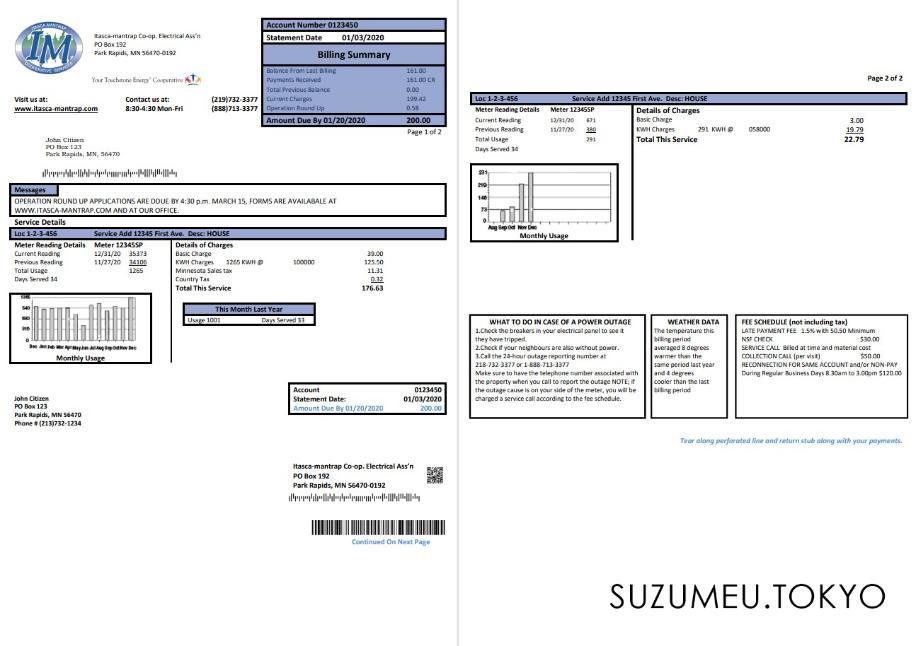 ITASCA-MANTRAP
IM
COOPERATIVE SERVICES
Itasca-mantrap Co-op. Electrical Ass'n
PO Box 192
Park Rapids, MN 56470-0192
Your Touchstone Energy® Cooperative
Visit us at: Contact us at: (219)732-3377
www.itasca-mantrap.com 8:30-4:30 Mon-Fri (888)713-3377
Account Number 0123450
Statement Date 01/03/2020
Billing Summary
Balance From Last Billing 161.00
Payments Received 161.00 CR
Total Previous Balance 0.00
Current Charges 199.42
Operation Round Up 0.58
Amount Due By 01/20/2020 200.00
Page 1 of 2
John Citizen
PO Box 123
Park Rapids, MN, 56470
Messages
OPERATION ROUND UP APPLICATIONS ARE DDUE BY 4:30 p.m. MARCH 15, FORMS ARE AVAILABALE AT
WWW.ITASCA-MANTRAP.COM AND AT OUR OFFICE.
Service Details
Loc 1-2-3-456 Service Add 12345 First Ave. Desc: HOUSE
Meter Reading Details Meter 12345SP
Current Reading 12/31/20 35373
Previous Reading 11/27/20 34106
Total Usage 1265
Days Served 34
Details of Charges
Basic Charge 39.00
KWH Charges 1265 KWH @ 100000 125.50
Minnesota Sales tax 11.31
Country Tax 0.32
Total This Service 176.63
This Month Last Year
Usage 1001 Days Served 33
Dec Jan Feb Mar Apr May Jun Jul Aug Sep Oct Nov Dec
Monthly Usage
Account 0123450
Statement Date: 01/03/2020
Amount Due By 01/20/2020 200.00
John Citizen
PO Box 123
Park Rapids, MN 56470
Phone # (213)732-1234
Itasca-mantrap Co-op. Electrical Ass'n
PO Box 192
Park Rapids, MN 56470-0192
Continued On Next Page
Page 2 of 2
Loc 1-2-3-456 Service Add 12345 First Ave. Desc: HOUSE
Meter Reading Details Meter 12345SP
Current Reading 12/31/20 671
Previous Reading 11/27/20 380
Total Usage 291
Days Served 34
Details of Charges
Basic Charge 3.00
KWH Charges 291 KWH @ 058000 19.79
Total This Service 22.79
73
0
Aug Sep Oct Nov Dec
Monthly Usage
WHAT TO DO IN CASE OF A POWER OUTAGE
1.Check the breakers in your electrical panel to see it
they have tripped.
2.Check if your neighbours are also without power.
3.Call the 24-hour outage reporting number at
218-732-3377 or 1-888-713-3377
Make sure to have the telephone number associated with
the property when you call to report the outage NOTE; if
the outage cause is on your side of the meter, you will be
charged a service call according to the fee schedule.
WEATHER DATA
The temperature this
billing period
averaged 8 degrees
warmer than the
same period last year
and 4 degrees
cooler than the last
billing period
FEE SCHEDULE (not including tax)
LATE PAYMENT FEE 1.5% with 50.50 Minimum
NSF CHECK $30.00
SERVICE CALL Billed at time and material cost
COLLECTION CALL (per visit) $50.00
RECONNECTION FOR SAME ACCOUNT and/or NON-PAY
During Regular Business Days 8.30am to 3.00pm $120.00
Tear along perforated line and return stub along with your payments.
SUZUMEU.TOKYO